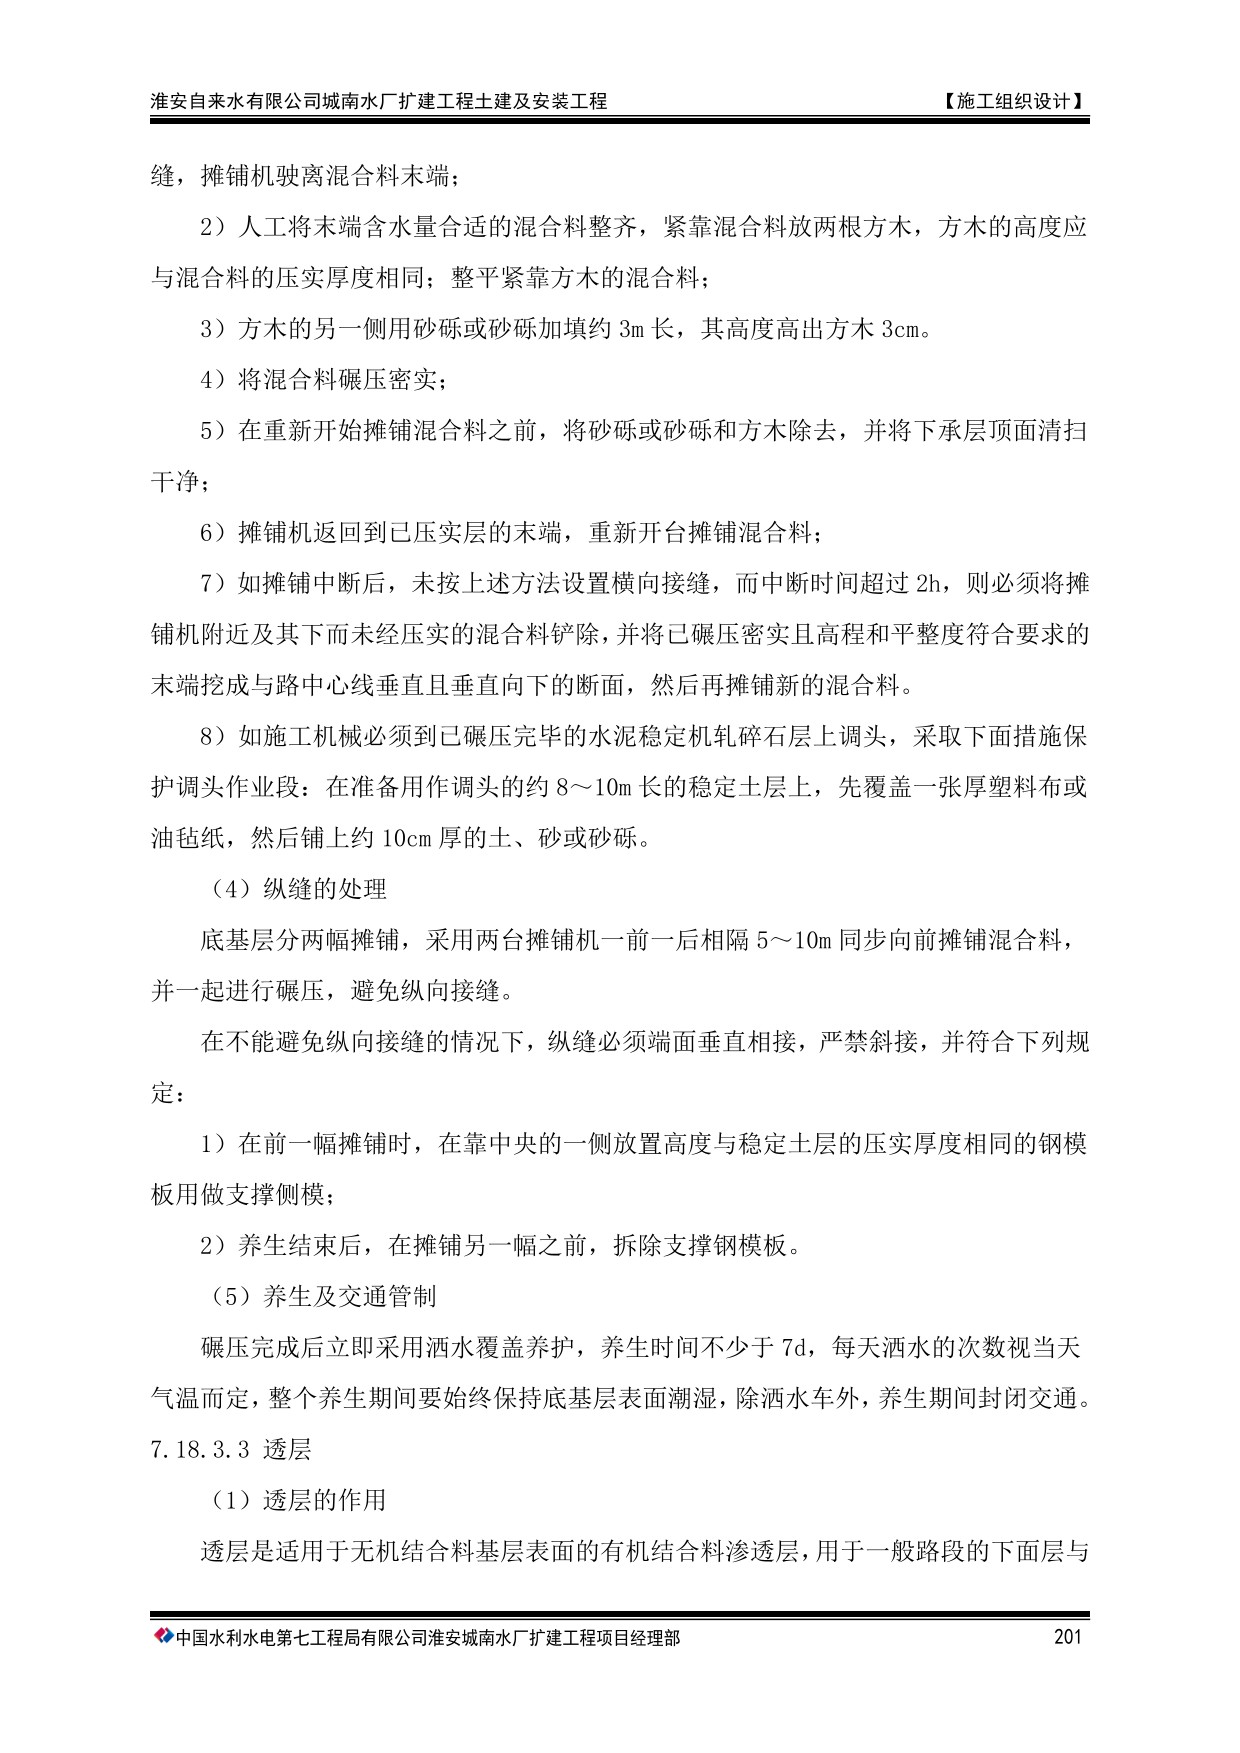 淮安自来水有限公司城南水厂扩建工程土建及安装工程 【施工组织设计】
缝，摊铺机驶离混合料末端；
2）人工将末端含水量合适的混合料整齐，紧靠混合料放两根方木，方木的高度应
与混合料的压实厚度相同；整平紧靠方木的混合料；
3）方木的另一侧用砂砾或砂砾加填约 3m 长，其高度高出方木 3cm。
4）将混合料碾压密实；
5）在重新开始摊铺混合料之前，将砂砾或砂砾和方木除去，并将下承层顶面清扫
干净；
6）摊铺机返回到已压实层的末端，重新开台摊铺混合料；
7）如摊铺中断后，未按上述方法设置横向接缝，而中断时间超过 2h，则必须将摊
铺机附近及其下而未经压实的混合料铲除，并将已碾压密实且高程和平整度符合要求的
末端挖成与路中心线垂直且垂直向下的断面，然后再摊铺新的混合料。
8）如施工机械必须到已碾压完毕的水泥稳定机轧碎石层上调头，采取下面措施保
护调头作业段：在准备用作调头的约 8～10m 长的稳定土层上，先覆盖一张厚塑料布或
油毡纸，然后铺上约 10cm 厚的土、砂或砂砾。
（4）纵缝的处理
底基层分两幅摊铺，采用两台摊铺机一前一后相隔 5～10m 同步向前摊铺混合料，
并一起进行碾压，避免纵向接缝。
在不能避免纵向接缝的情况下，纵缝必须端面垂直相接，严禁斜接，并符合下列规
定：
1）在前一幅摊铺时，在靠中央的一侧放置高度与稳定土层的压实厚度相同的钢模
板用做支撑侧模；
2）养生结束后，在摊铺另一幅之前，拆除支撑钢模板。
（5）养生及交通管制
碾压完成后立即采用洒水覆盖养护，养生时间不少于 7d，每天洒水的次数视当天
气温而定，整个养生期间要始终保持底基层表面潮湿，除洒水车外，养生期间封闭交通。
7.18.3.3 透层
（1）透层的作用
透层是适用于无机结合料基层表面的有机结合料渗透层，用于一般路段的下面层与
中国水利水电第七工程局有限公司淮安城南水厂扩建工程项目经理部 201